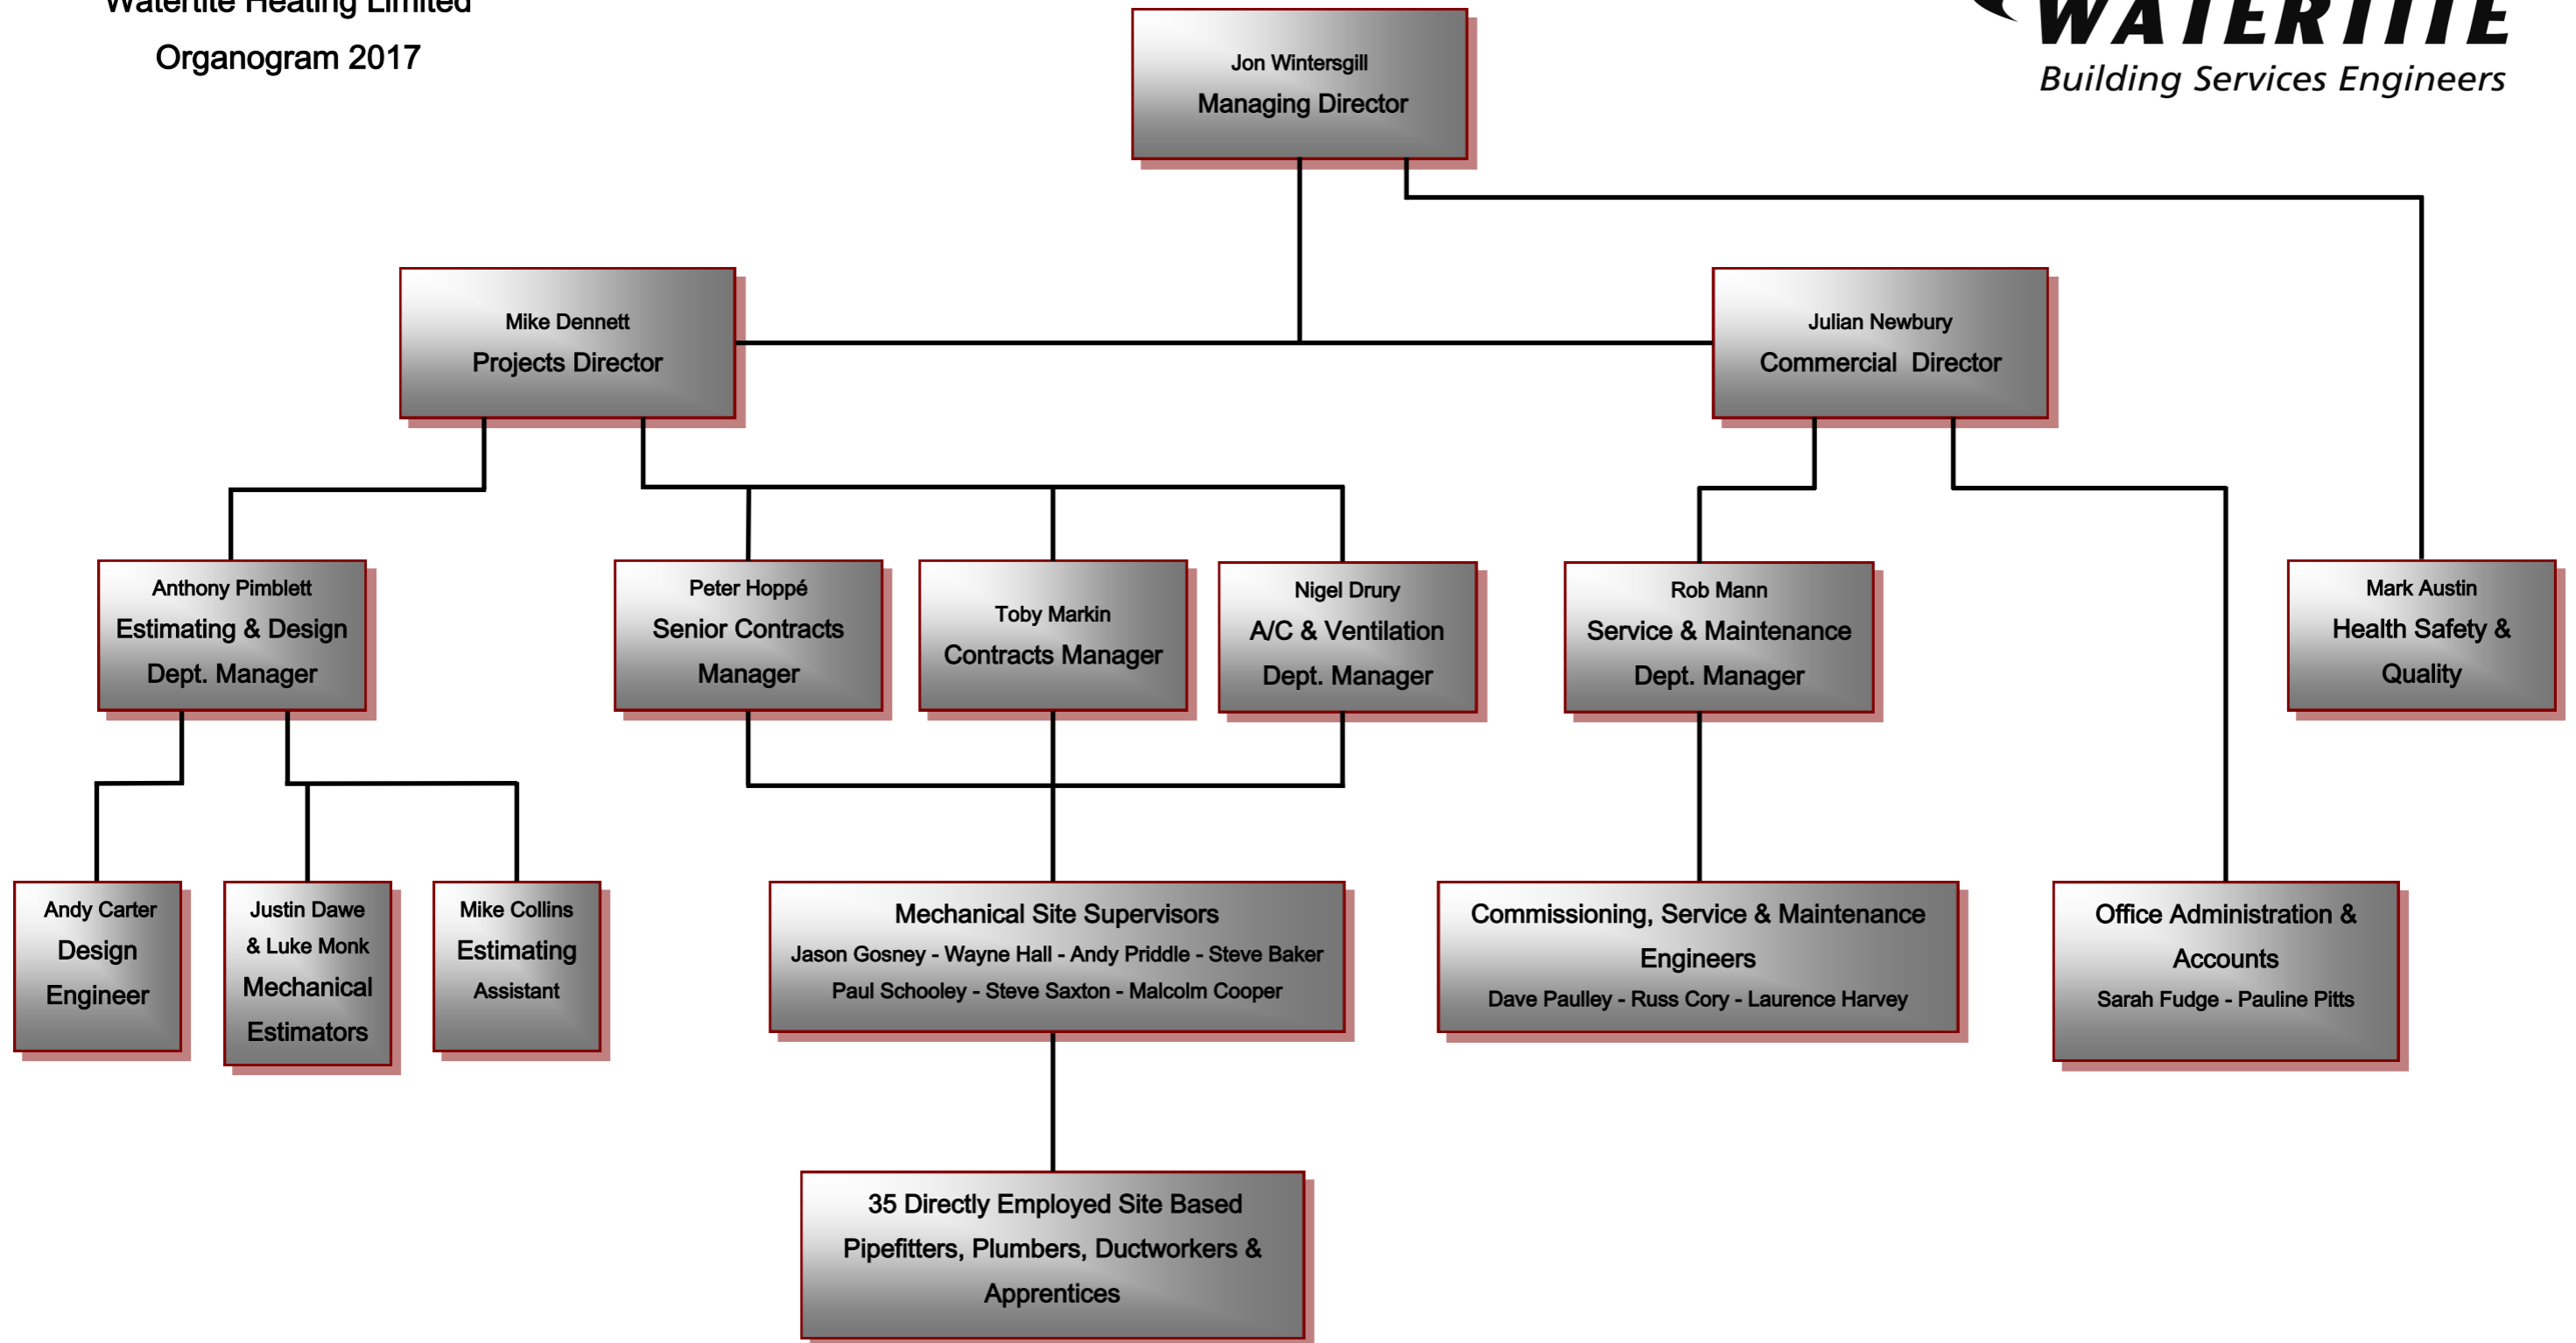 Watertite Heating Limited
Organogram 2017
WATERTITE
Building Services Engineers
Jon Wintersgill
Managing Director
Mike Dennett
Projects Director
Julian Newbury
Commercial  Director
Anthony Pimblett
Estimating & Design
Dept. Manager
Peter Hoppé
Senior Contracts
Manager
Toby Markin
Contracts Manager
Nigel Drury
A/C & Ventilation
Dept. Manager
Rob Mann
Service & Maintenance
Dept. Manager
Mark Austin
Health Safety &
Quality
Andy Carter
Design
Engineer
Justin Dawe
& Luke Monk
Mechanical
Estimators
Mike Collins
Estimating
Assistant
Mechanical Site Supervisors
Jason Gosney - Wayne Hall - Andy Priddle - Steve Baker
Paul Schooley - Steve Saxton - Malcolm Cooper
Commissioning, Service & Maintenance
Engineers
Dave Paulley - Russ Cory - Laurence Harvey
Office Administration &
Accounts
Sarah Fudge - Pauline Pitts
35 Directly Employed Site Based
Pipefitters, Plumbers, Ductworkers &
Apprentices